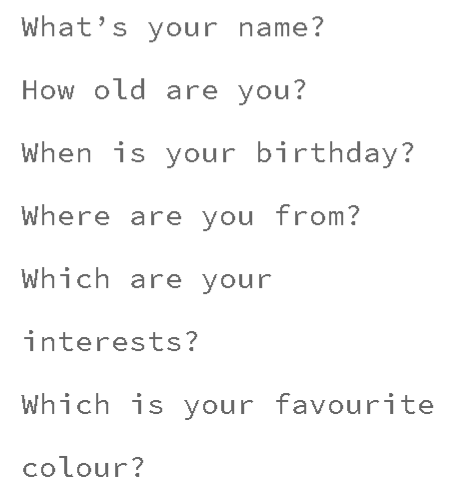 What’s your name?
How old are you?
When is your birthday?
Where are you from?
Which are your
interests?
Which is your favourite
colour?